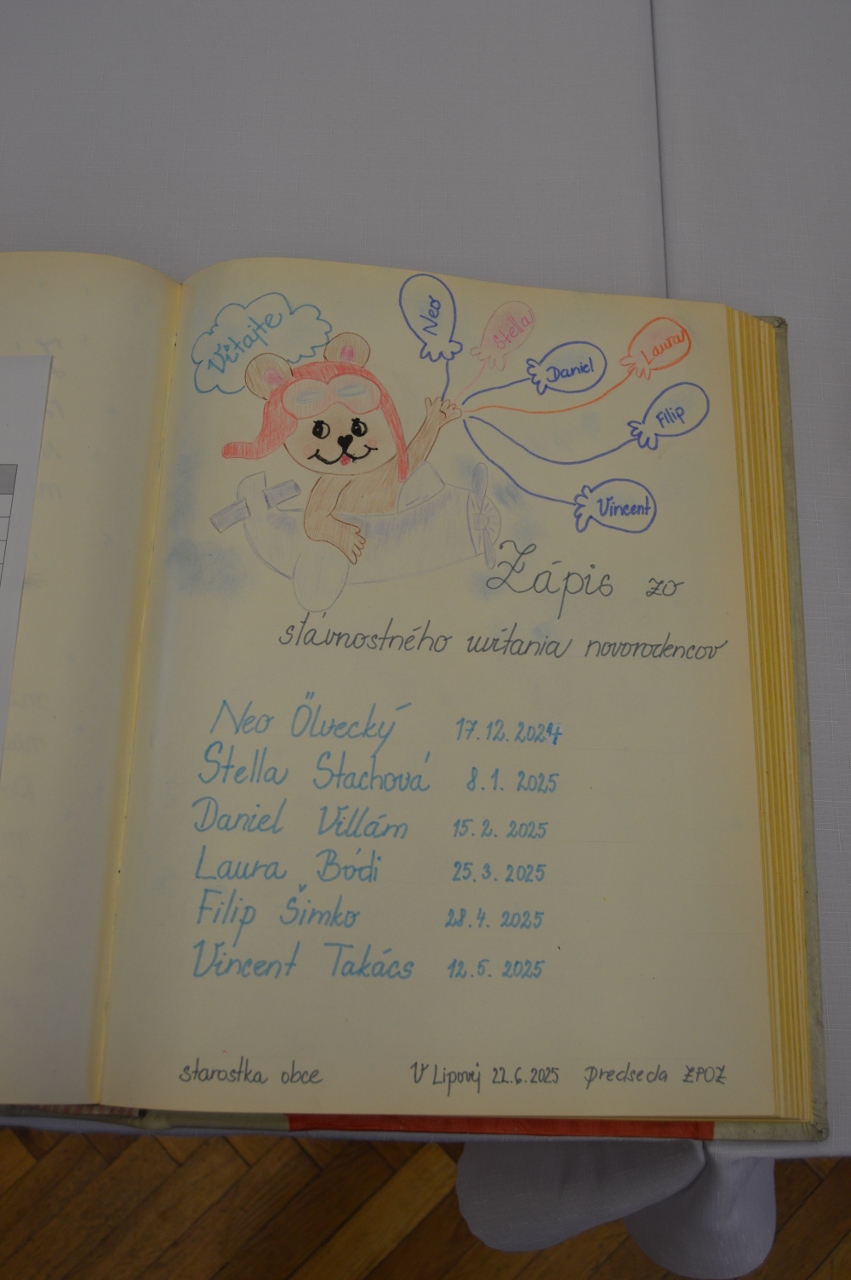 Vitajte
Neo
Stella
Daniel
Laura
Filip
Vincent
Zápis zo
slávnostného uvítania novorodencov
Neo Ölvecký 17.12.2024
Stella Stachová 8.1.2025
Daniel Villám 15.2.2025
Laura Bódi 25.3.2025
Filip Šimko 28.4.2025
Vincent Takács 12.5.2025
starostka obce V Lipovej 22.6.2025 predseda ZPOZ